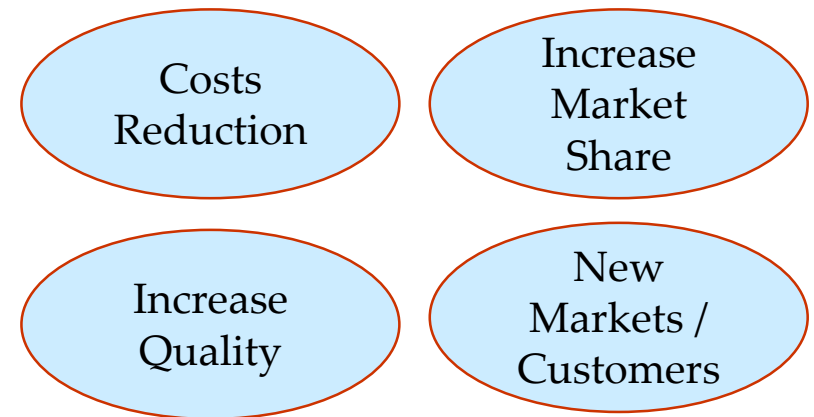 Costs
Reduction
Increase
Market
Share
Increase
Quality
New
Markets /
Customers